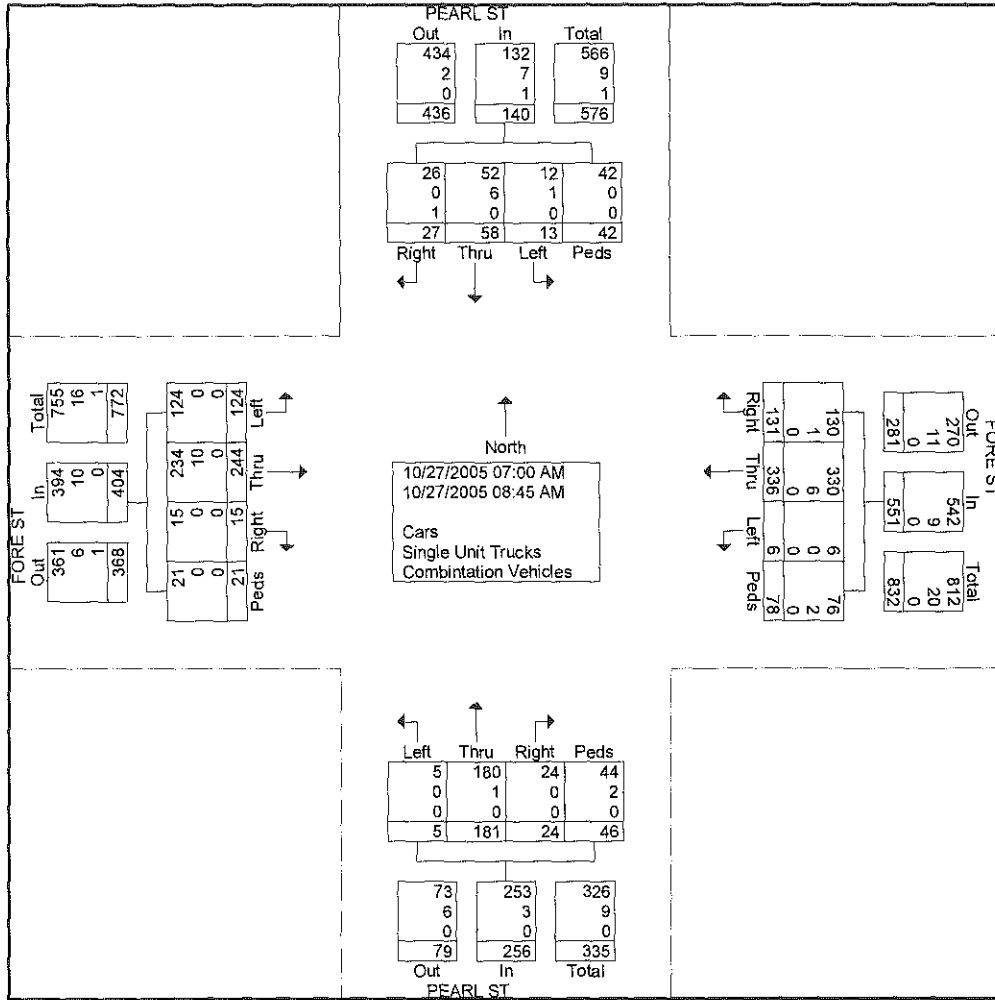 PEARL ST
Out In Total
434 132 566
2 7 9
0 1 1
436 140 576
26 52 12 42
0 6 1 0
1 0 0 0
27 58 13 42
Right Thru Left Peds
FORE ST
Total In Out
755 394 361
16 10 6
1 0 1
772 404 368
124 234 15 21
0 10 0 0
0 0 0 0
124 244 15 21
Left Thru Right Peds
North
10/27/2005 07:00 AM
10/27/2005 08:45 AM
Cars
Single Unit Trucks
Combintation Vehicles
FORE ST
Out In Total
270 542 812
11 9 20
0 0 0
281 551 832
130 330 6 76
1 6 0 2
0 0 0 0
131 336 6 78
Right Thru Left Peds
Left Thru Right Peds
5 180 24 44
0 1 0 2
0 0 0 0
5 181 24 46
73 253 326
6 3 9
0 0 0
79 256 335
Out In Total
PEARL ST